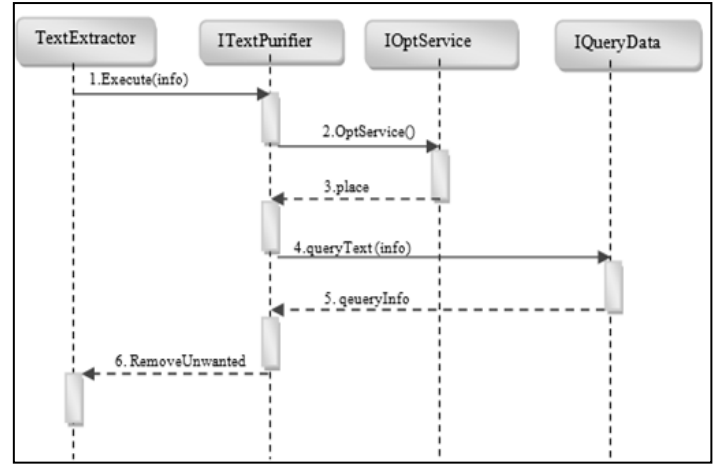 TextExtractor
ITextPurifier
IOptService
IQueryData
1.Execute(info)
2.OptService()
3.place
4.queryText (info)
5. qeueryInfo
6. RemoveUnwanted